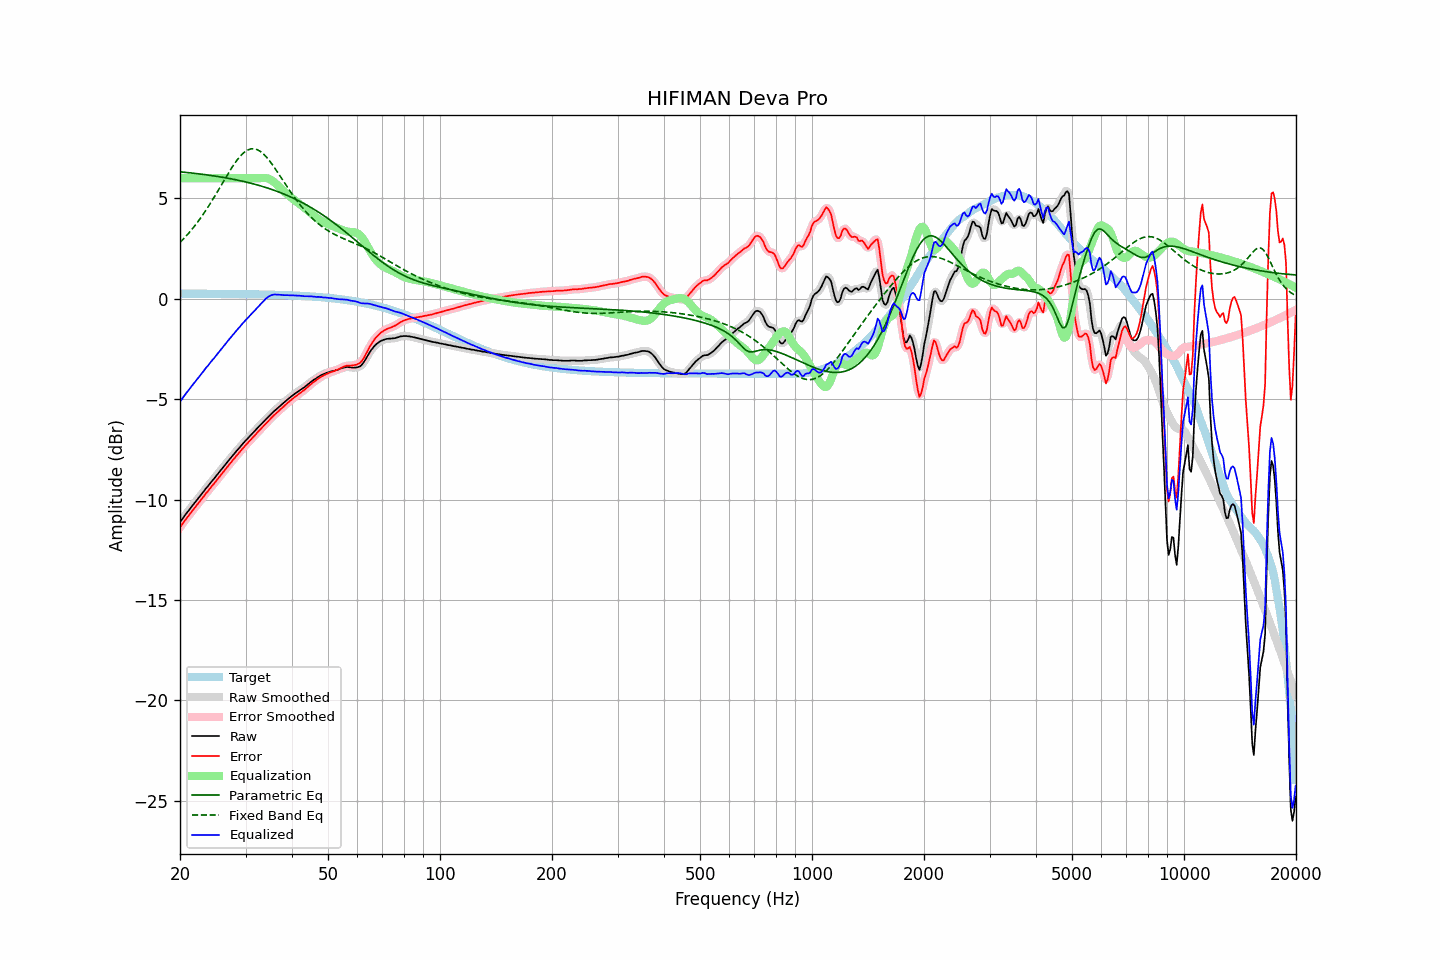 HIFIMAN Deva Pro
Amplitude (dBr)
5
0
−5
−10
−15
−20
−25
Target
Raw Smoothed
Error Smoothed
Raw
Error
Equalization
Parametric Eq
Fixed Band Eq
Equalized
20 50 100 200 500 1000 2000 5000 10000 20000
Frequency (Hz)